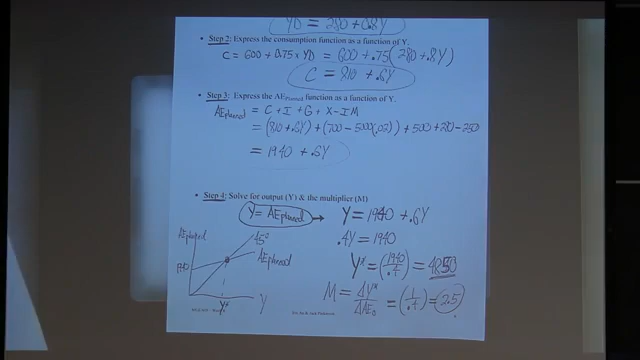 YD = 280 + 0.8Y
Step 2: Express the consumption function as a function of Y.
C = 600 + 0.75 x YD = 600 + .75(280 + .8Y)
C = 810 + .6Y
Step 3: Express the AEPlanned function as a function of Y.
AEplanned = C + I + G + X - IM
= (810 + .6Y) + (700 - 5000(.02)) + 500 + 280 - 250
= 1940 + .6Y
Step 4: Solve for output (Y) & the multiplier (M)
Y = AEplanned → Y = 1940 + .6Y
.4Y = 1940
Y* = (1940/.4) = 4850
M = ΔY*/ΔAE0 = (1/.4) = 2.5
AEplanned
45°
AEplanned
1940
Y*
Y